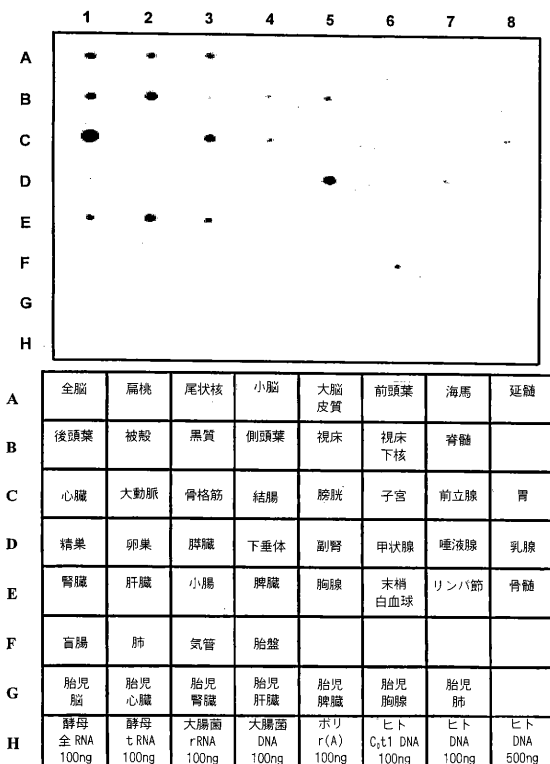 1 2 3 4 5 6 7 8
A
B
C
D
E
F
G
H
A 全脳 扁桃 尾状核 小脳 大脳 前頭葉 海馬 延髄
皮質
B 後頭葉 被殻 黒質 側頭葉 視床 視床 脊髄
下核
C 心臓 大動脈 骨格筋 結腸 膀胱 子宮 前立腺 胃
D 精巣 卵巣 膵臓 下垂体 副腎 甲状腺 唾液腺 乳腺
E 腎臓 肝臓 小腸 脾臓 胸腺 末梢 リンパ節 骨髄
白血球
F 盲腸 肺 気管 胎盤
G 胎児 胎児 胎児 胎児 胎児 胎児 胎児
脳 心臓 腎臓 肝臓 脾臓 胸腺 肺
H 酵母 酵母 大腸菌 大腸菌 ポリ ヒト ヒト ヒト
全 RNA t RNA rRNA DNA r(A) C₀t1 DNA DNA DNA
100ng 100ng 100ng 100ng 100ng 100ng 100ng 500ng